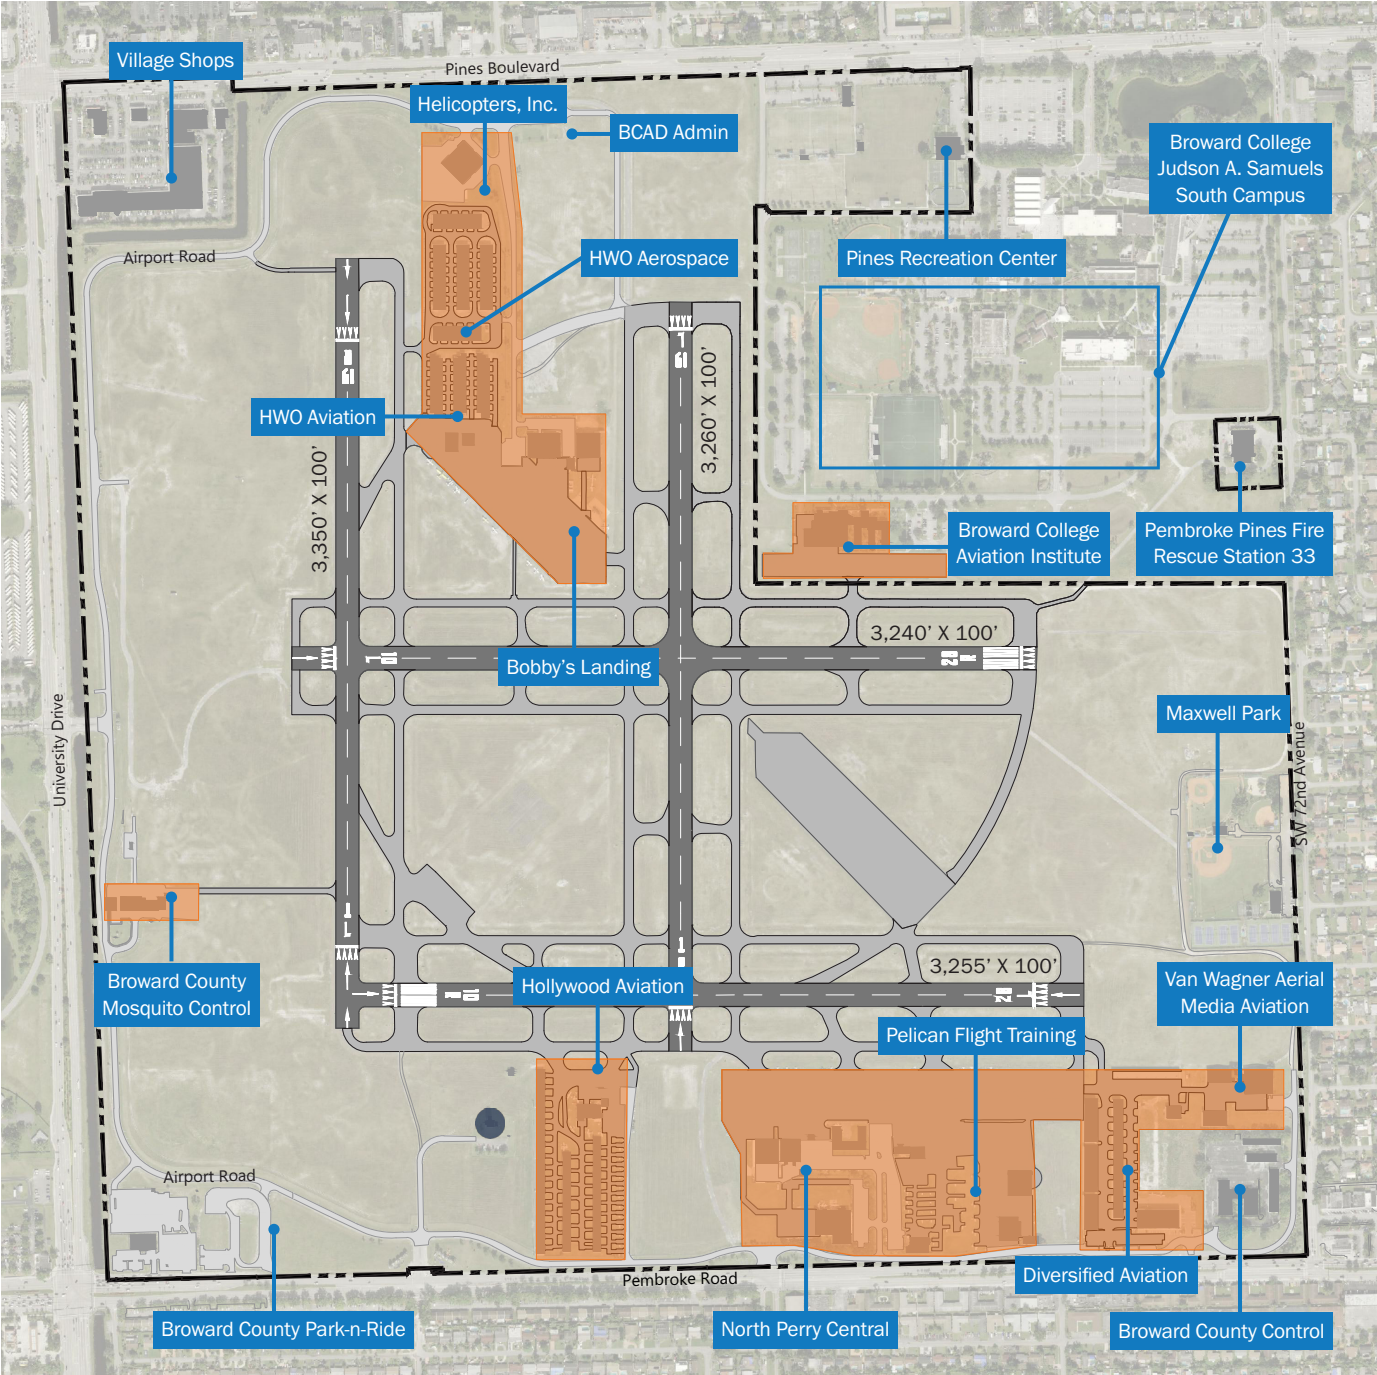 Village Shops
Pines Boulevard
Helicopters, Inc.
BCAD Admin
Broward College
Judson A. Samuels
South Campus
Airport Road
HWO Aerospace
Pines Recreation Center
3,260' X 100'
HWO Aviation
3,350' X 100'
Broward College
Aviation Institute
Pembroke Pines Fire
Rescue Station 33
3,240' X 100'
Bobby's Landing
University Drive
Maxwell Park
SW 72nd Avenue
Broward County
Mosquito Control
Hollywood Aviation
3,255' X 100'
Van Wagner Aerial
Media Aviation
Pelican Flight Training
Airport Road
Pembroke Road
Diversified Aviation
Broward County Park-n-Ride
North Perry Central
Broward County Control